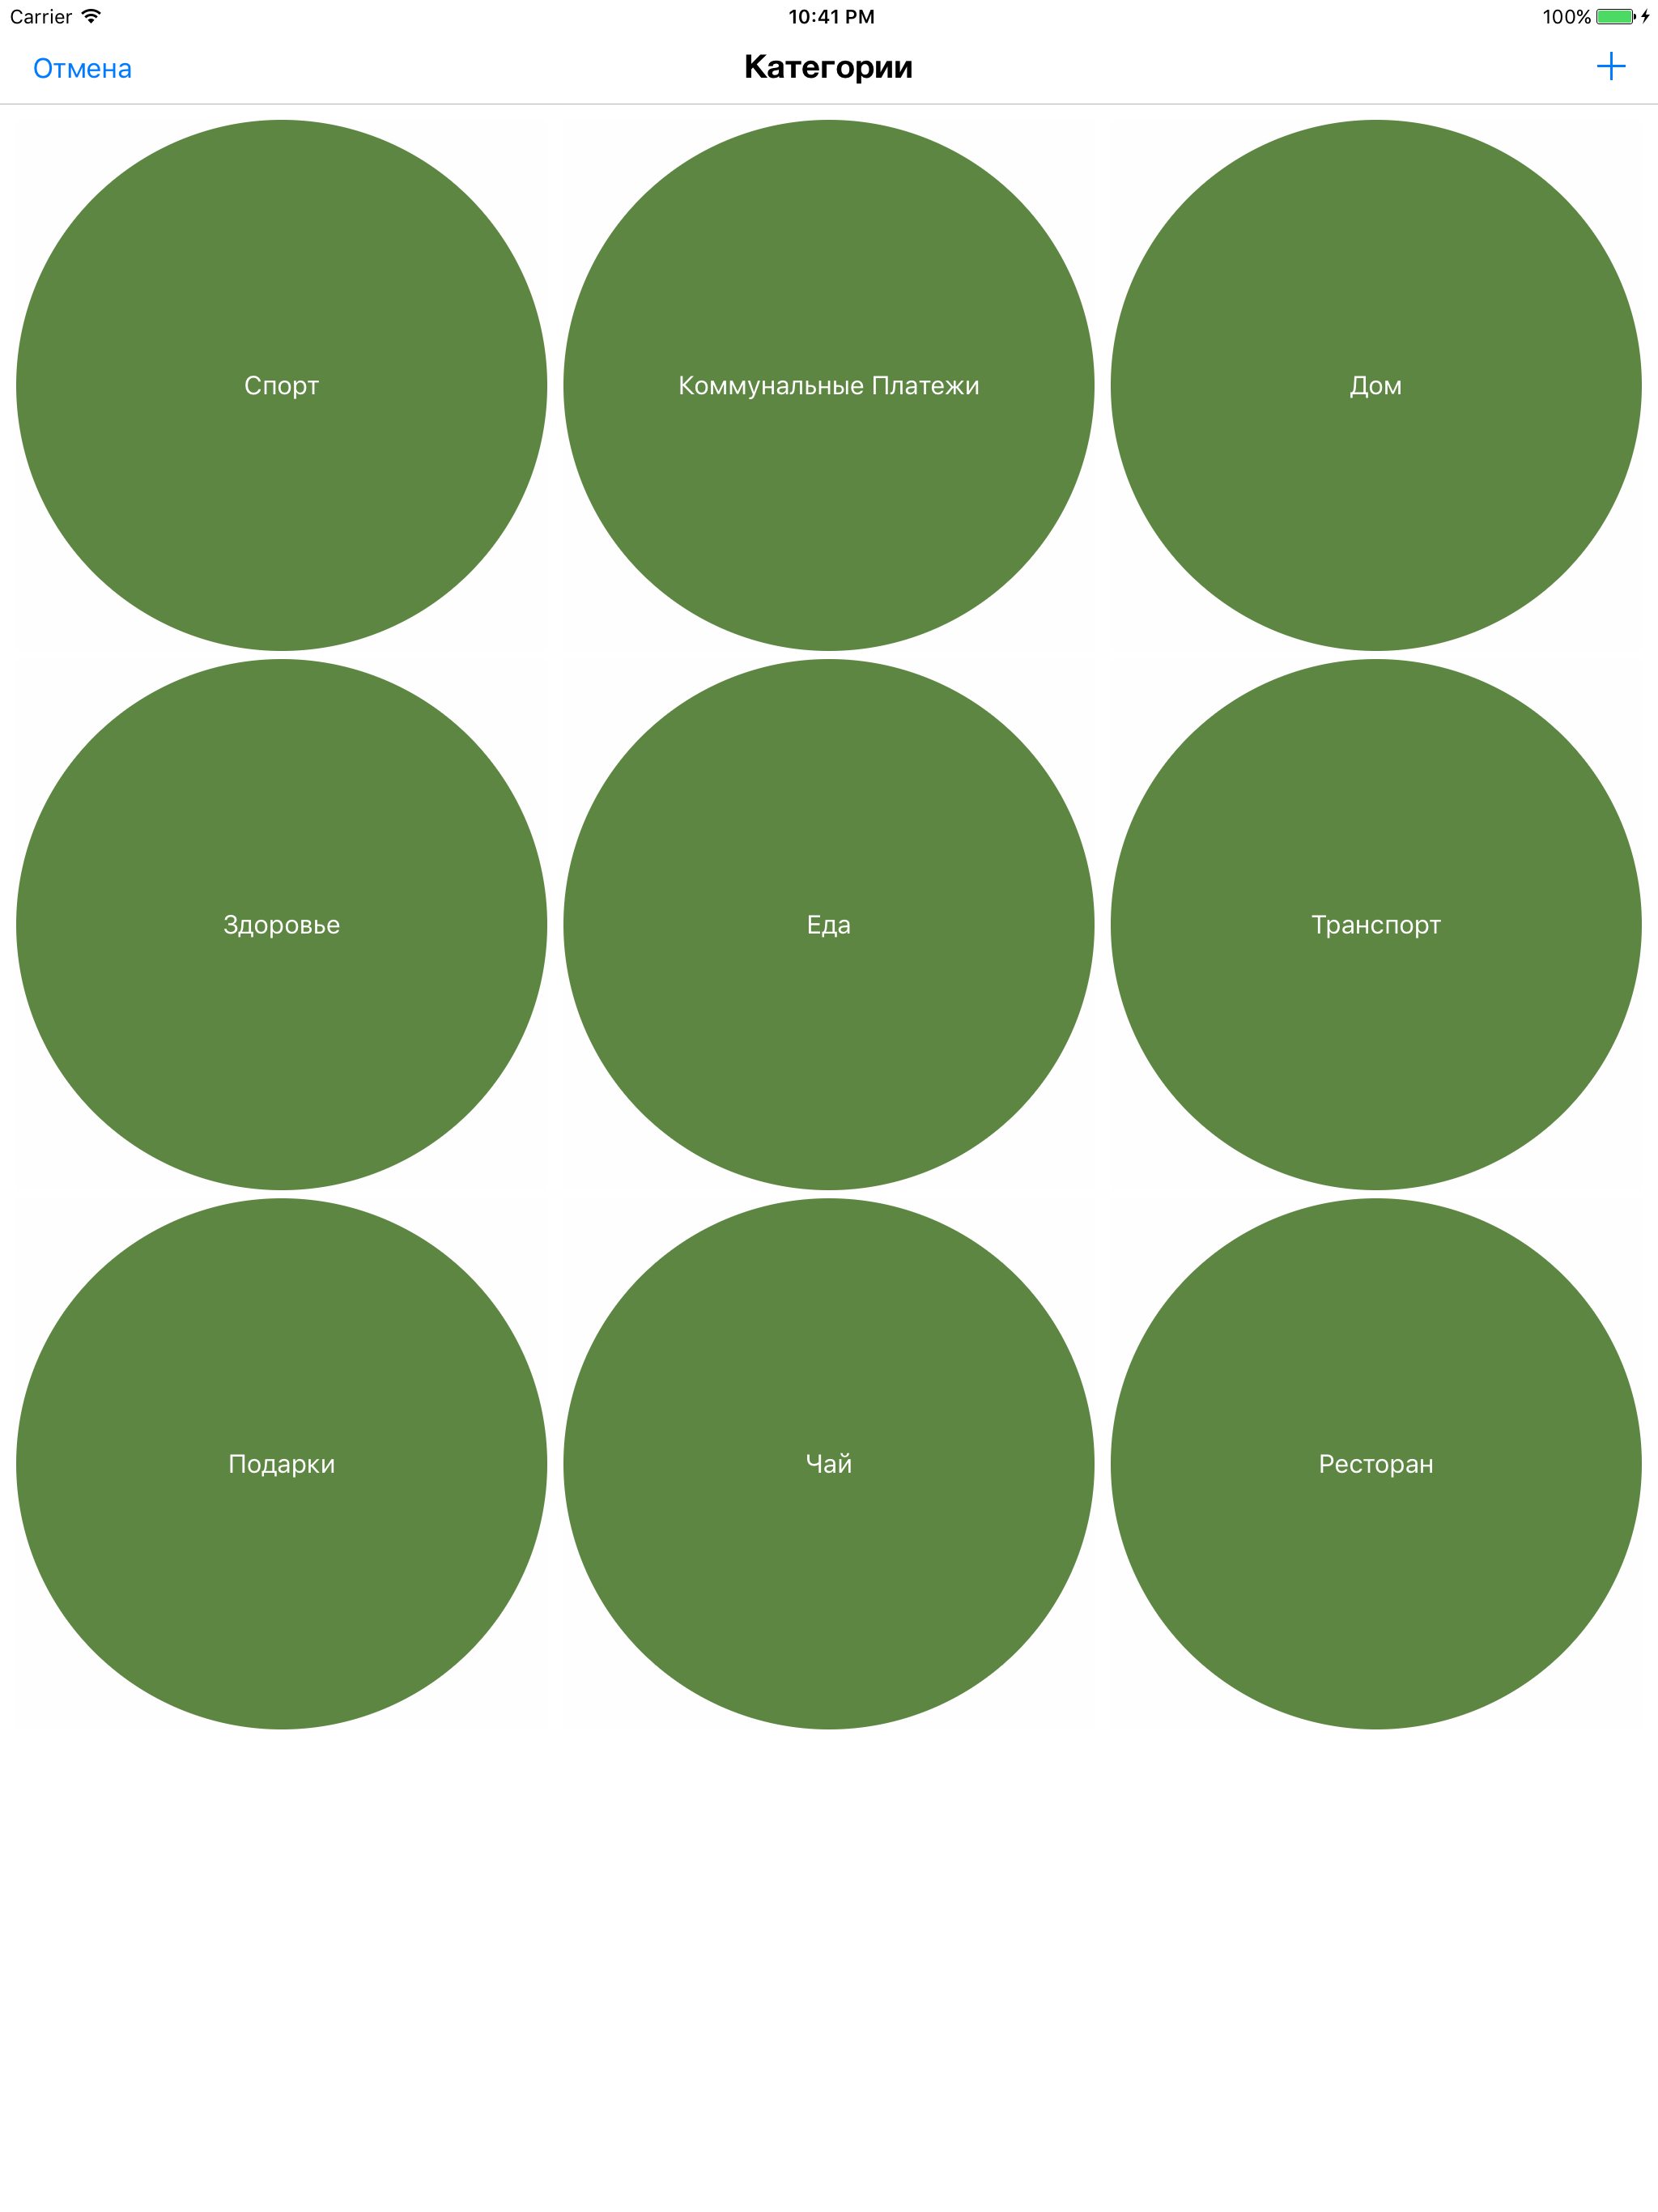 Carrier 10:41 PM 100%
Отмена Категории +
Спорт Коммунальные Платежи Дом
Здоровье Еда Транспорт
Подарки Чай Ресторан